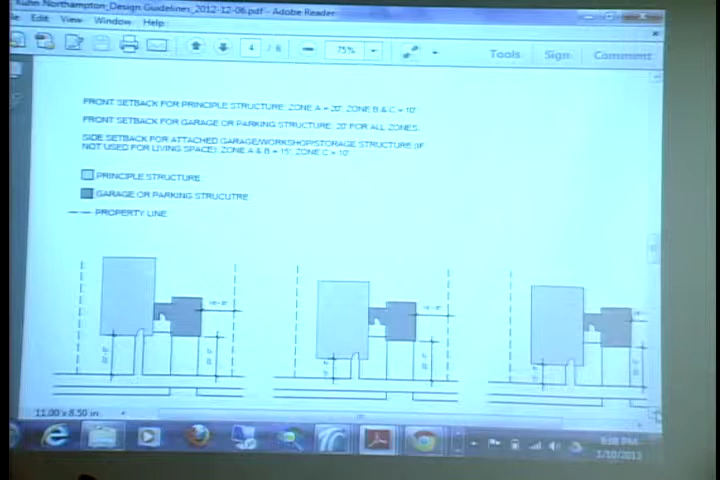 Kuhn Northampton_Design Guidelines_2012-12-06.pdf - Adobe Reader
Edit View Window Help
4 / 6 75% Tools Sign Comment
FRONT SETBACK FOR PRINCIPLE STRUCTURE: ZONE A = 20', ZONE B & C = 10'
FRONT SETBACK FOR GARAGE OR PARKING STRUCTURE: 20' FOR ALL ZONES
SIDE SETBACK FOR ATTACHED GARAGE/WORKSHOP/STORAGE STRUCTURE (IF
NOT USED FOR LIVING SPACE): ZONE A & B = 15', ZONE C = 10'
PRINCIPLE STRUCTURE
GARAGE OR PARKING STRUCUTRE
PROPERTY LINE
11.00 x 8.50 in